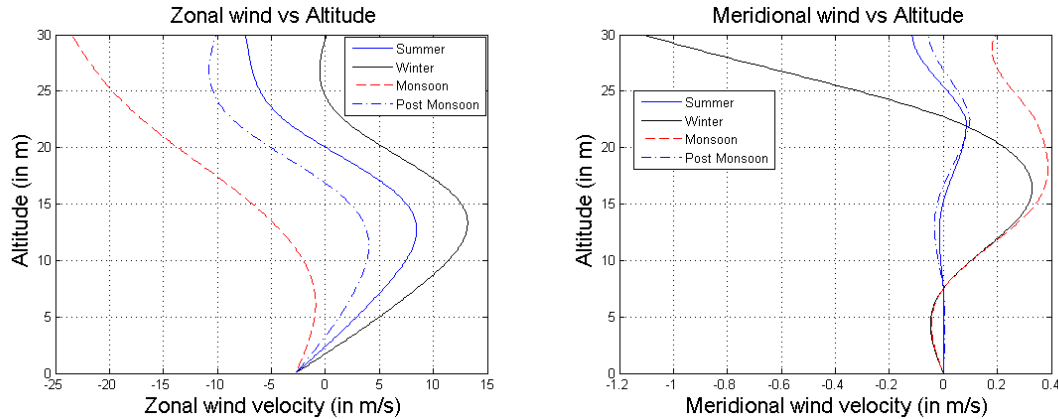 Zonal wind vs Altitude
30
25
20
15
10
5
0
-25 -20 -15 -10 -5 0 5 10 15
Altitude (in m)
Zonal wind velocity (in m/s)
Summer
Winter
Monsoon
Post Monsoon
Meridional wind vs Altitude
30
25
20
15
10
5
0
-1.2 -1 -0.8 -0.6 -0.4 -0.2 0 0.2 0.4
Altitude (in m)
Meridional wind velocity (in m/s)
Summer
Winter
Monsoon
Post Monsoon